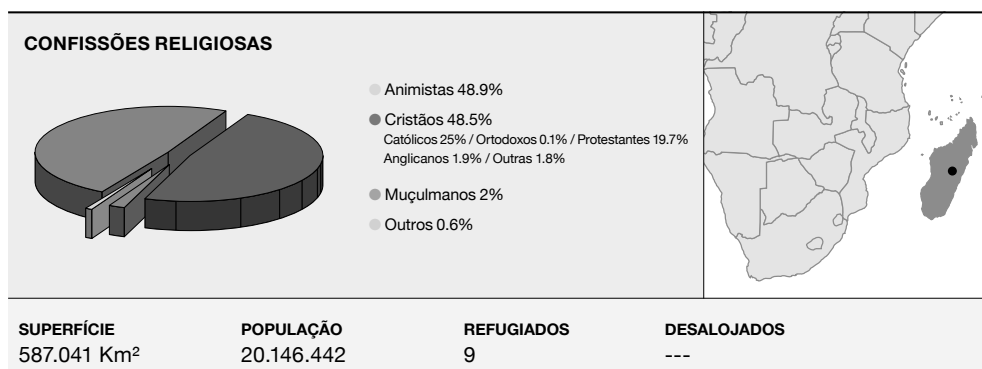 CONFISSÕES RELIGIOSAS
Animistas 48.9%
Cristãos 48.5%
Católicos 25% / Ortodoxos 0.1% / Protestantes 19.7%
Anglicanos 1.9% / Outras 1.8%
Muçulmanos 2%
Outros 0.6%
SUPERFÍCIE POPULAÇÃO REFUGIADOS DESALOJADOS
587.041 Km² 20.146.442 9 ---